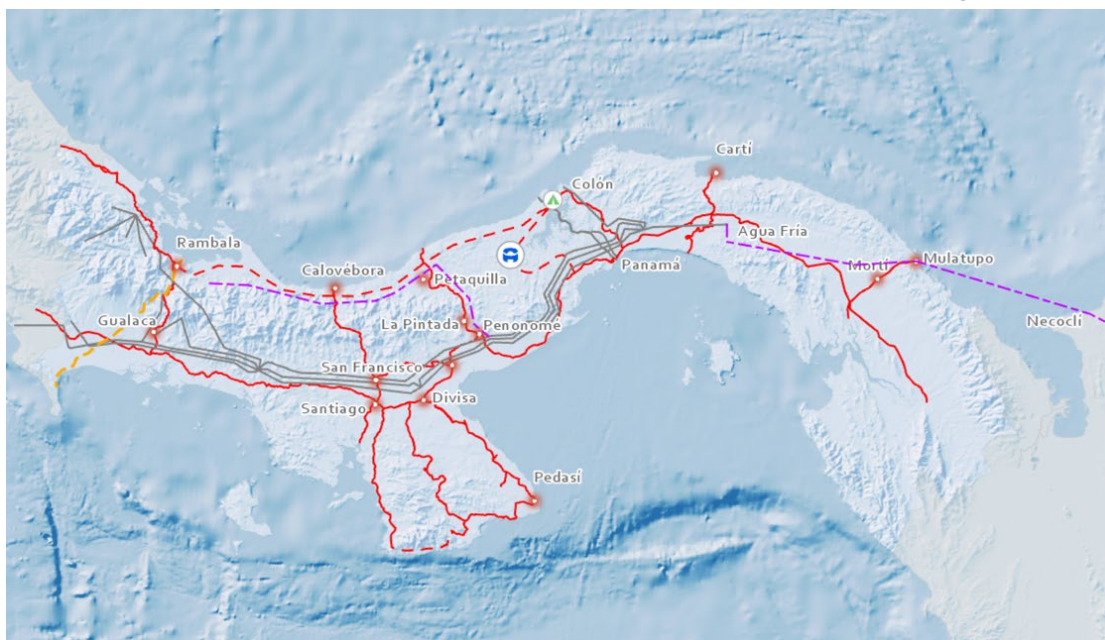 Cartí
Colón
Agua Fría
Rambala
Panamá
Mulatupo
Mortí
Calovébora
Petaquilla
Gualaca
La Pintada
Penonomé
Necoclí
San Francisco
Santiago
Divisa
Pedasí